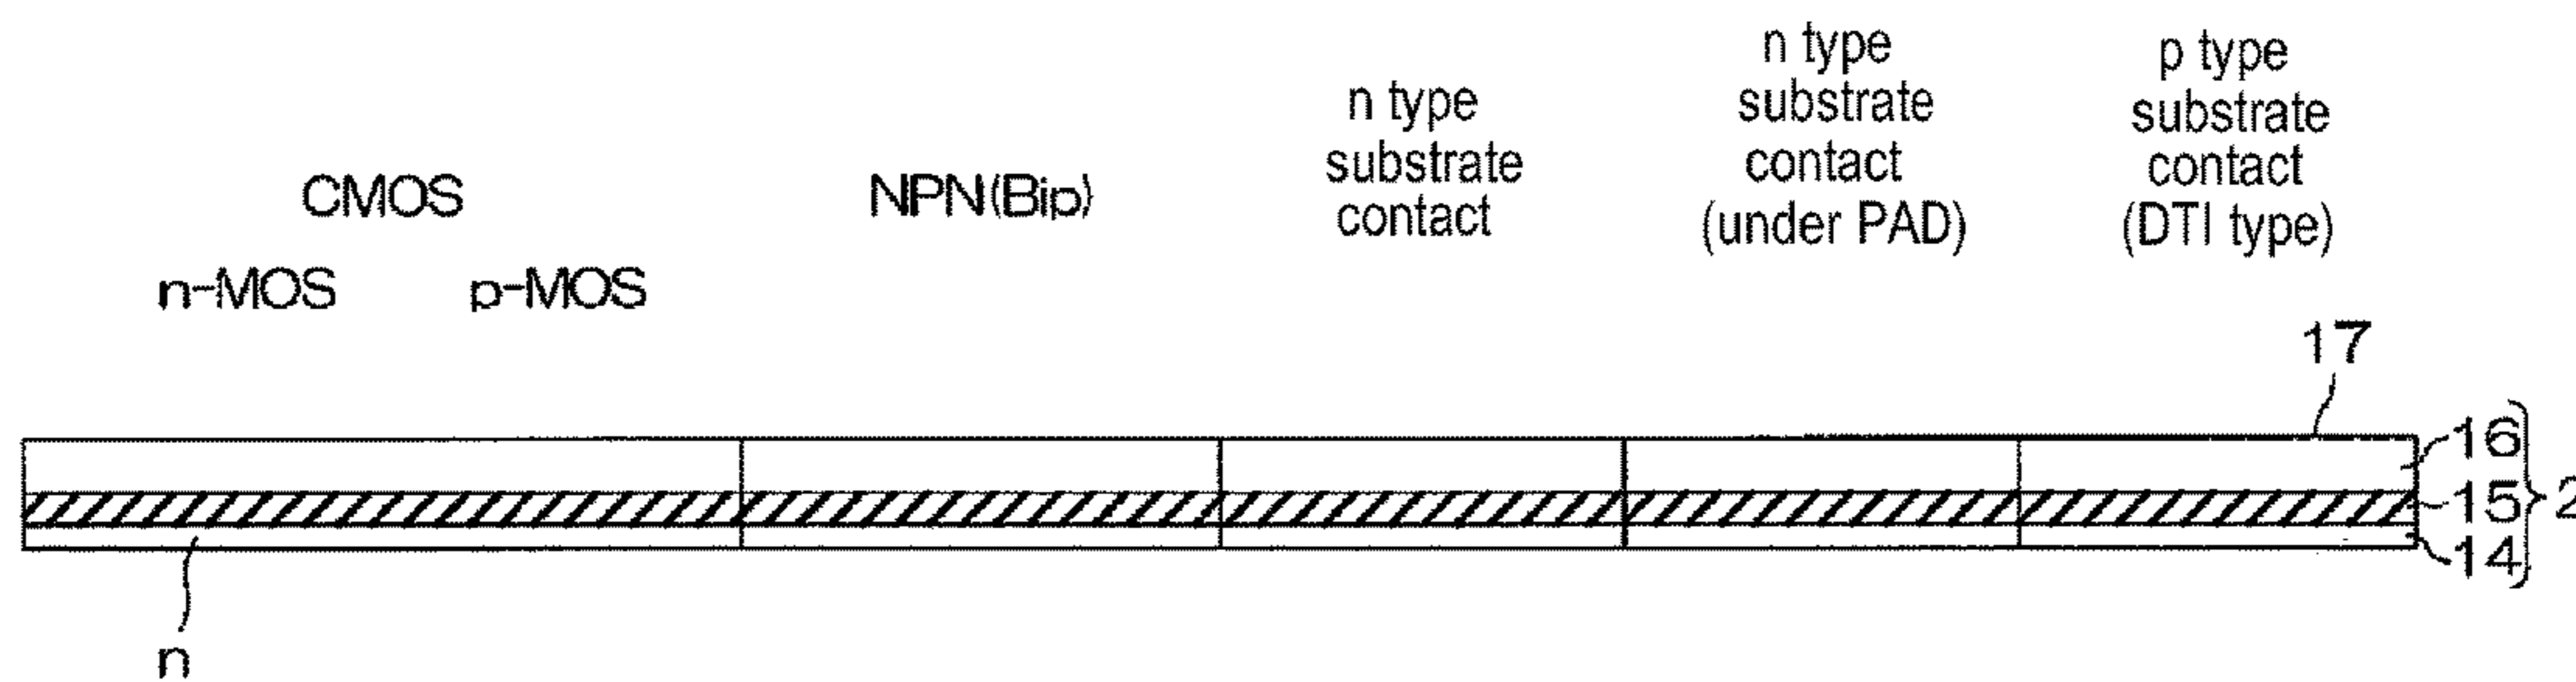 CMOS
n-MOS p-MOS
NPN(Bip)
n type
substrate
contact
n type
substrate
contact
(under PAD)
p type
substrate
contact
(DTI type)
17
16
15
14
2
n